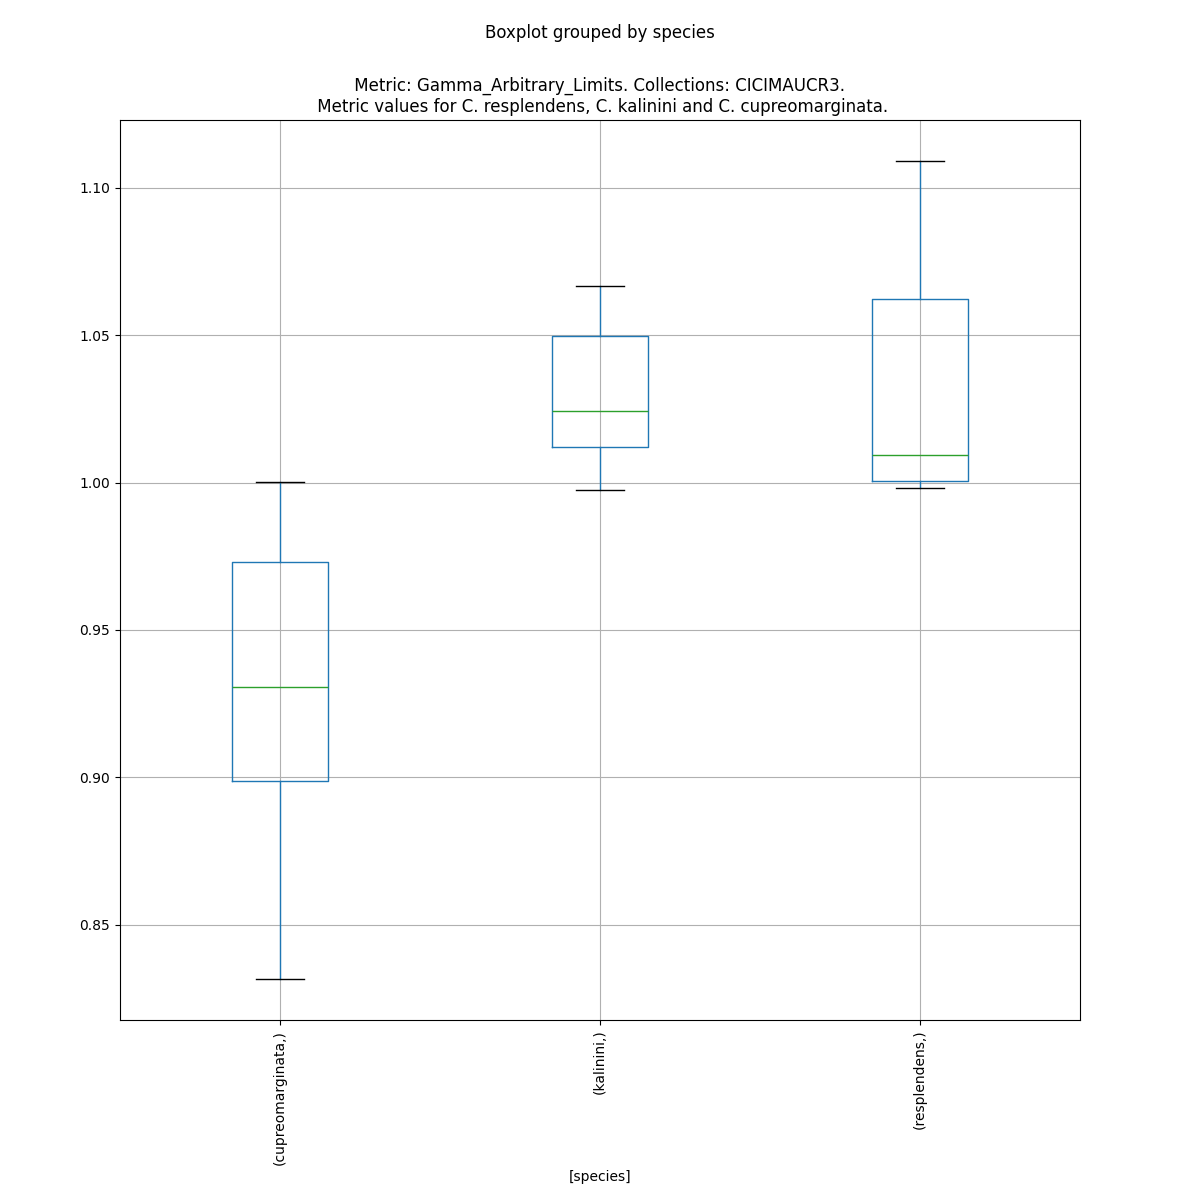 Boxplot grouped by species
Metric: Gamma_Arbitrary_Limits. Collections: CICIMAUCR3.
Metric values for C. resplendens, C. kalinini and C. cupreomarginata.
1.10
1.05
1.00
0.95
0.90
0.85
(cupreomarginata,)
(kalinini,)
(resplendens,)
[species]